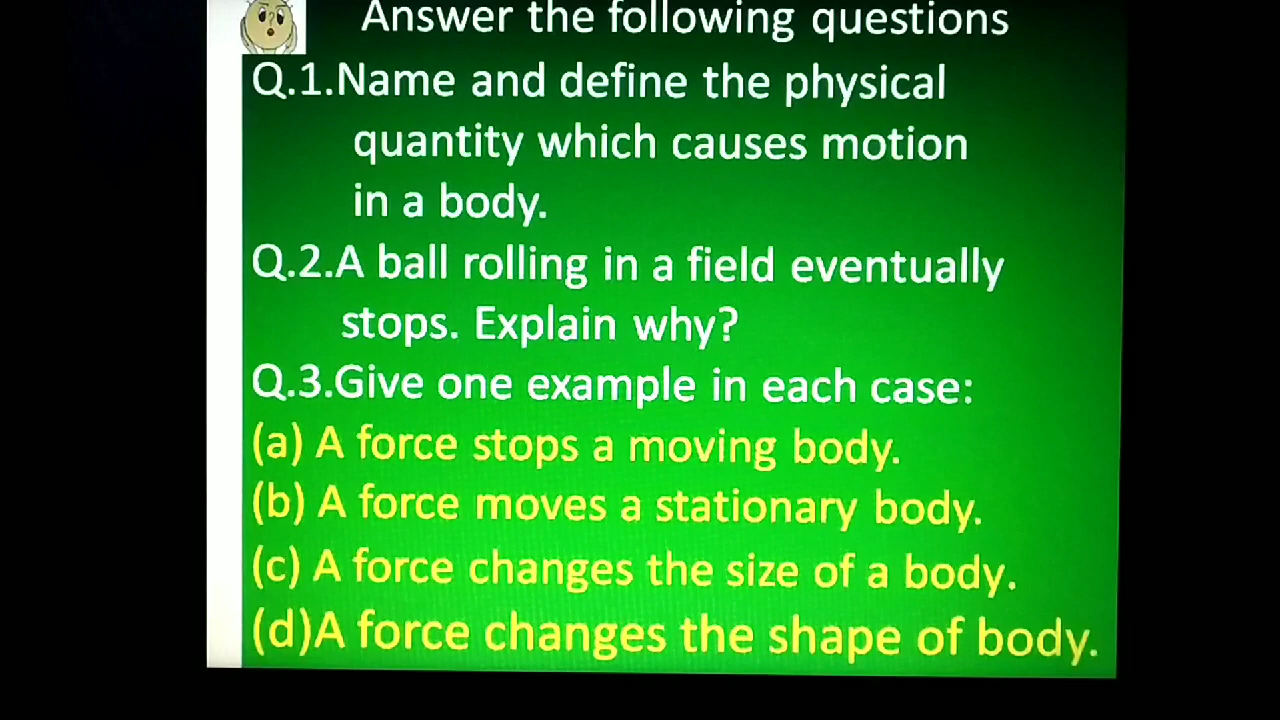 Answer the following questions
Q.1.Name and define the physical
quantity which causes motion
in a body.
Q.2.A ball rolling in a field eventually
stops. Explain why?
Q.3.Give one example in each case:
(a) A force stops a moving body.
(b) A force moves a stationary body.
(c) A force changes the size of a body.
(d)A force changes the shape of body.